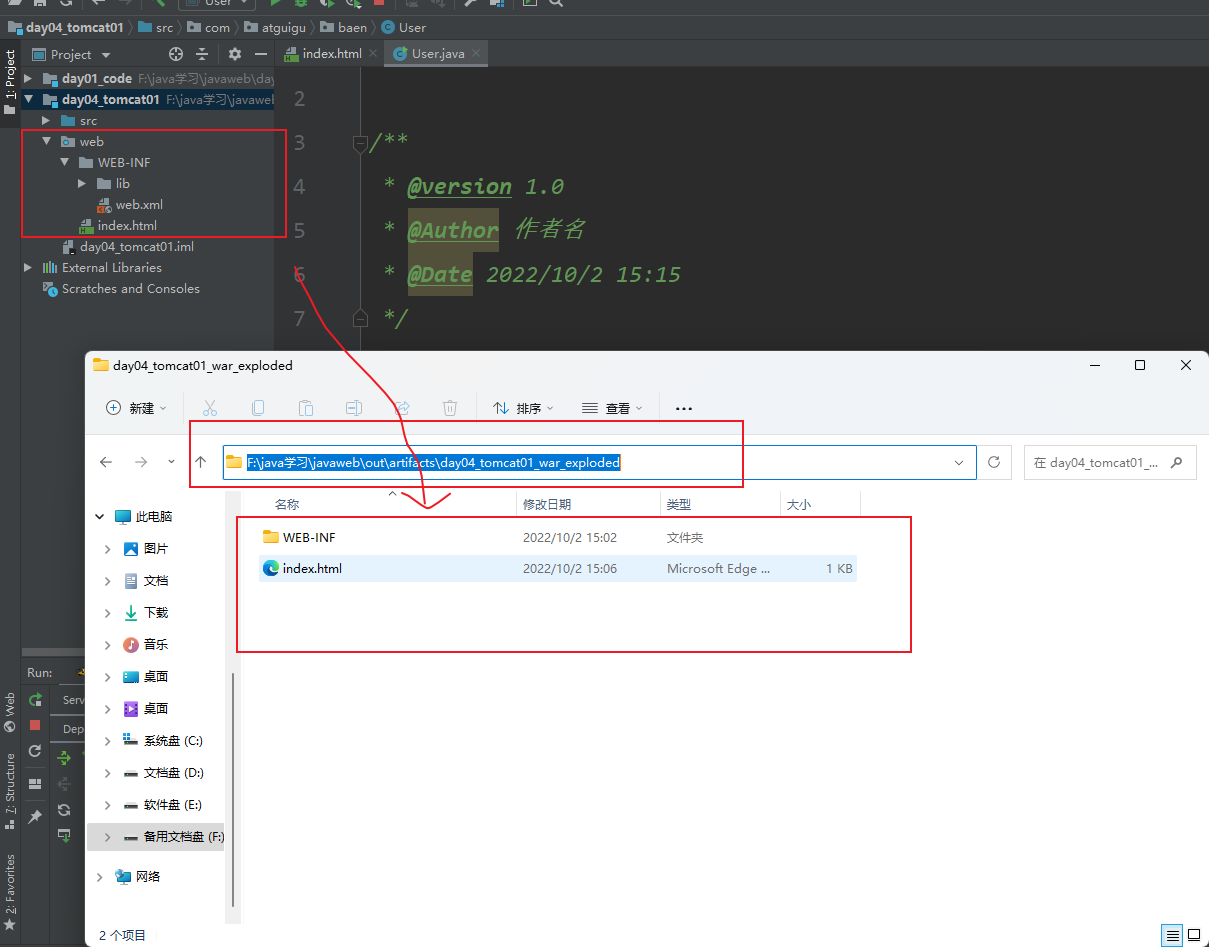 User
day04_tomcat01 src com atguigu baen User
Project
index.html
User.java
1: Project
day01_code F:\java学习\javaweb\day
day04_tomcat01 F:\java学习\javaweb
src
web
WEB-INF
lib
web.xml
index.html
day04_tomcat01.iml
External Libraries
Scratches and Consoles
2
3 /**
4 * @version 1.0
5 * @Author 作者名
6 * @Date 2022/10/2 15:15
7 */
day04_tomcat01_war_exploded
新建
排序
查看
F:\java学习\javaweb\out\artifacts\day04_tomcat01_war_exploded
在 day04_tomcat01_...
名称 修改日期 类型 大小
WEB-INF 2022/10/2 15:02 文件夹
index.html 2022/10/2 15:06 Microsoft Edge ... 1 KB
此电脑
图片
文档
下载
音乐
桌面
桌面
系统盘 (C:)
文档盘 (D:)
软件盘 (E:)
备用文档盘 (F:)
网络
2 个项目
Run:
Serv
Dep
Web
7: Structure
2: Favorites